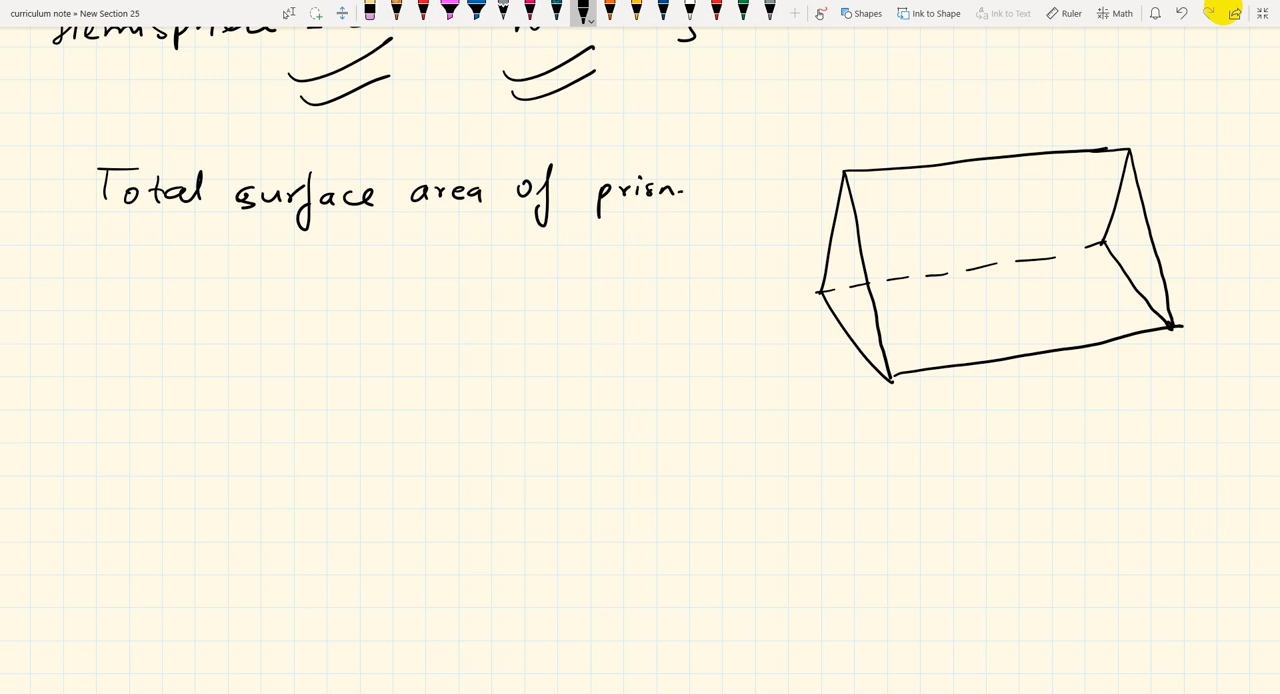 curriculum note » New Section 25
Shapes
Ink to Shape
Ink to Text
Ruler
Math
Total surface area of prism